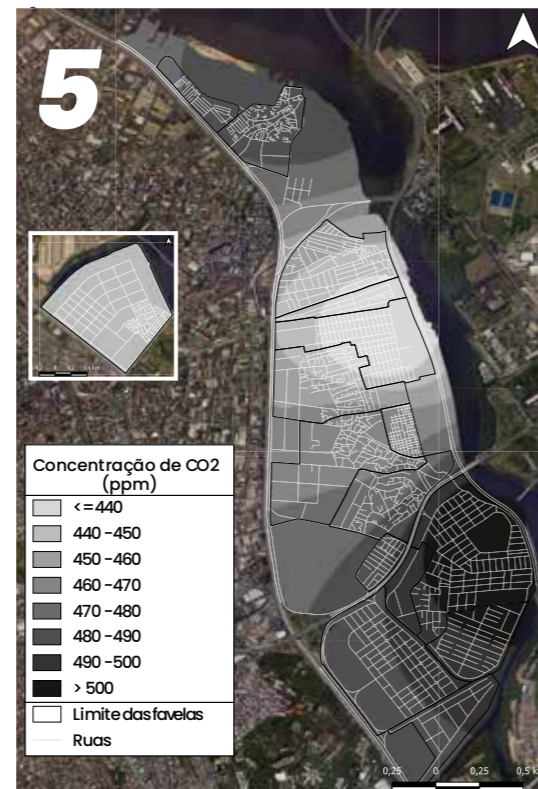 5
Concentração de CO2
(ppm)
<=440
440-450
450-460
460-470
470-480
480-490
490-500
> 500
Limite das favelas
Ruas
0,25 0 0,25 0,5 k